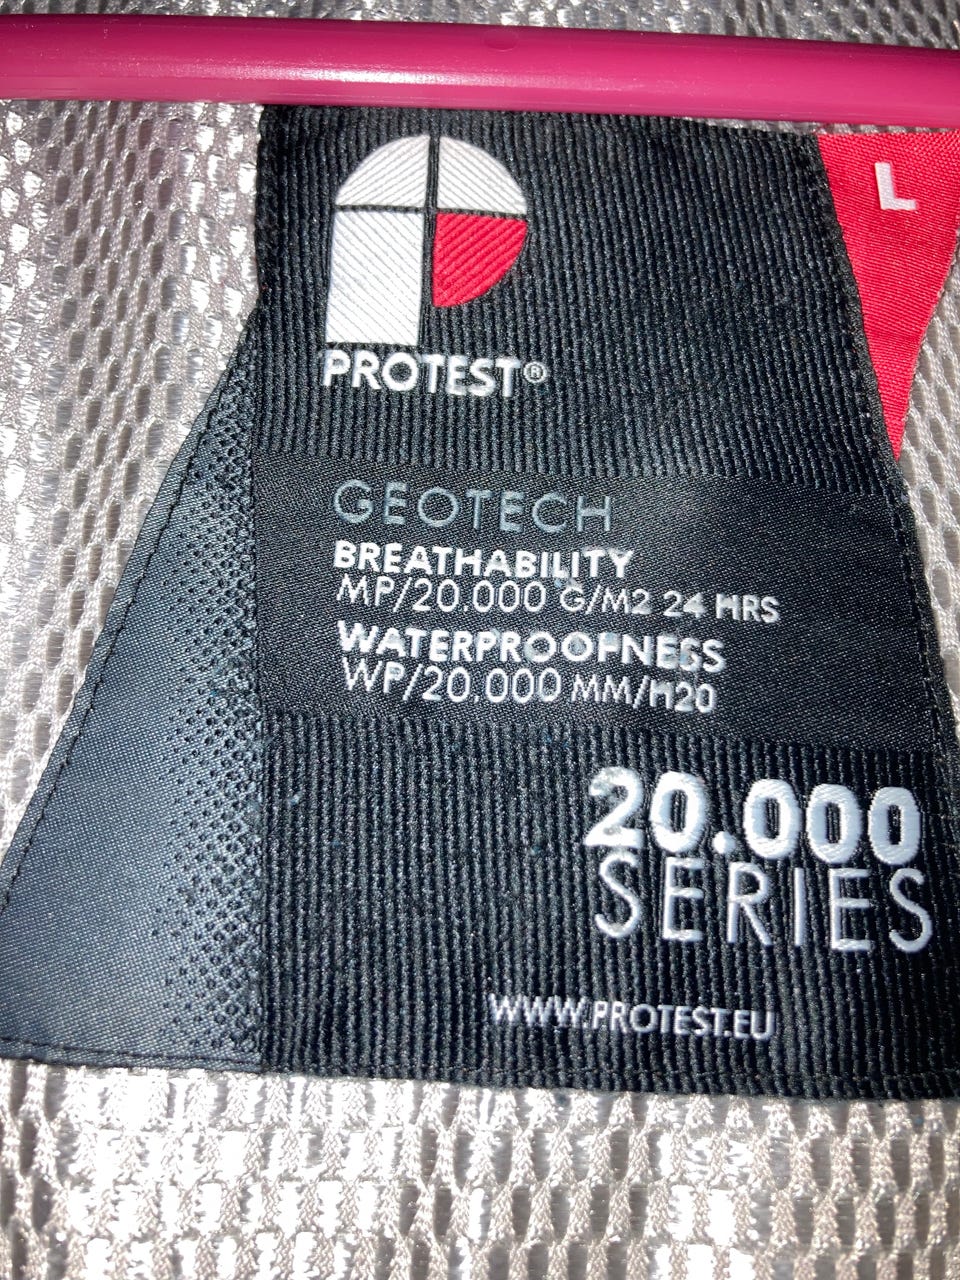 L
PROTEST®
GEOTECH
BREATHABILITY
MP/20.000 G/M2 24 HRS
WATERPROOFNESS
WP/20.000 MM/H20
20.000
SERIES
WWW.PROTEST.EU